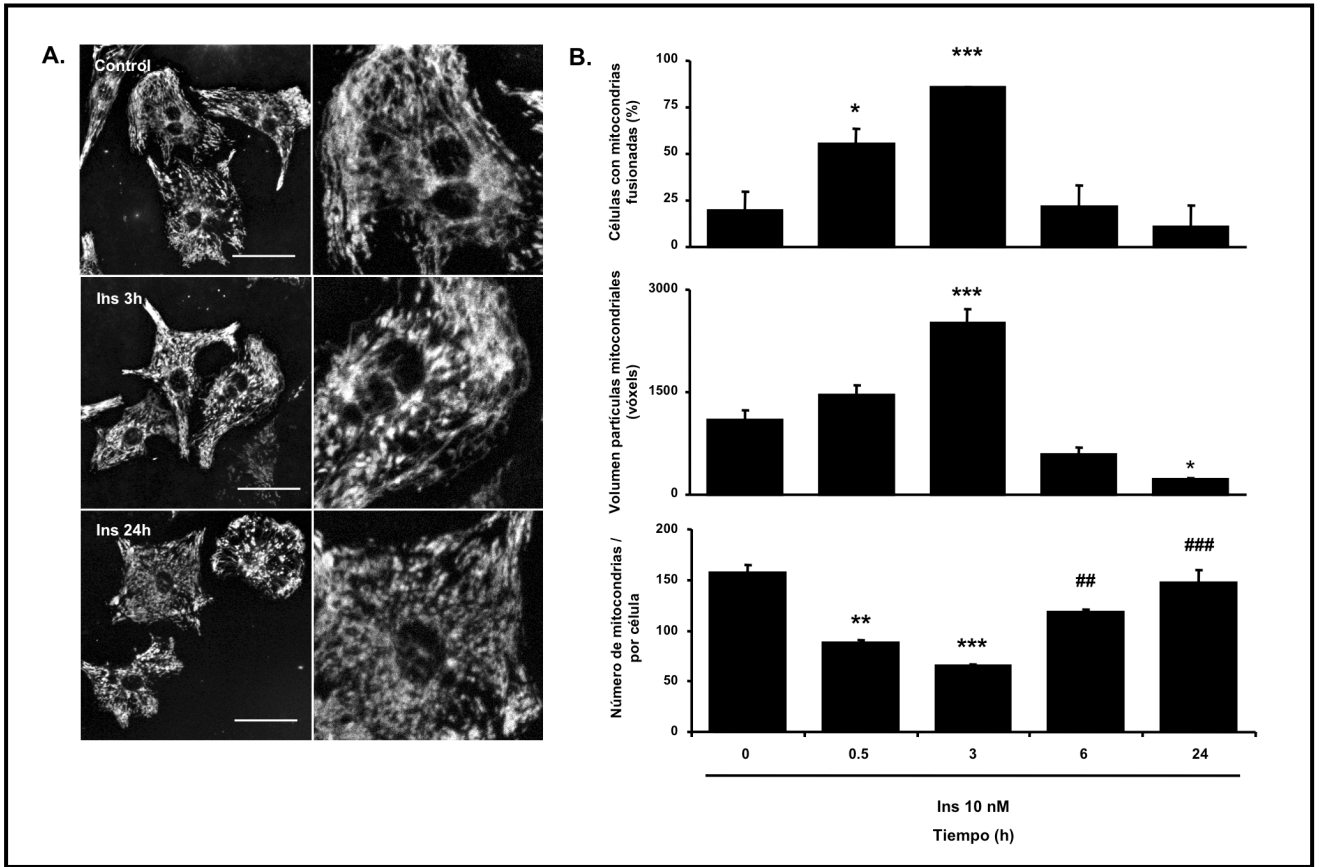 A.
Control
Ins 3h
Ins 24h
B.
Células con mitocondrias
fusionadas (%)
100
75
50
25
0
*
***
Volumen partículas mitocondriales
(vóxels)
3000
1500
0
***
*
Número de mitocondrias /
por célula
200
150
100
50
0
**
***
##
###
0 0.5 3 6 24
Ins 10 nM
Tiempo (h)